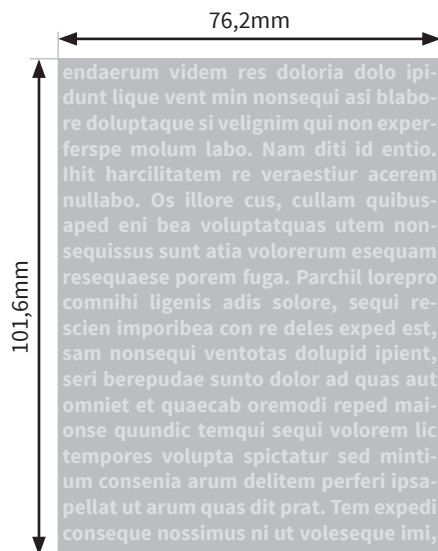 76,2mm
101,6mm
endaerum videm res doloria dolo ipi-
dunt lique vent min nonsequi asi blabo-
re doluptaque si velignim qui non exper-
ferspe molum labo. Nam diti id entio.
Ihit harcilitatem re veraestiur acerem
nullabo. Os illore cus, cullam quibus-
aped eni bea voluptatquas utem non-
sequissus sunt atia volorerum esequam
resequaese porem fuga. Parchil lorepro
comnihi ligenis adis solore, sequi re-
scien imporibea con re deles exped est,
sam nonsequi ventotas dolupid ipient,
seri berepudae sunto dolor ad quas aut
omniet et quaecab oremodi reped mai-
onse quundic temqui sequi volorem lic
tempores volupta spictatur sed minti-
um consenia arum delitem perferi ipsa-
pellat ut arum quas dit prat. Tem expedi
conseque nossimus ni ut voleseque imi,